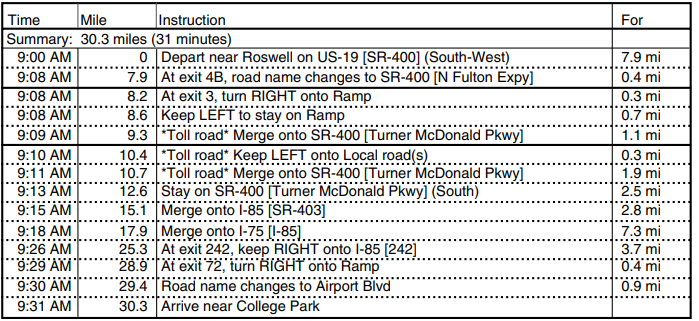 Time Mile Instruction For
Summary: 30.3 miles (31 minutes)
9:00 AM 0 Depart near Roswell on US-19 [SR-400] (South-West) 7.9 mi
9:08 AM 7.9 At exit 4B, road name changes to SR-400 [N Fulton Expy] 0.4 mi
9:08 AM 8.2 At exit 3, turn RIGHT onto Ramp 0.3 mi
9:08 AM 8.6 Keep LEFT to stay on Ramp 0.7 mi
9:09 AM 9.3 *Toll road* Merge onto SR-400 [Turner McDonald Pkwy] 1.1 mi
9:10 AM 10.4 *Toll road* Keep LEFT onto Local road(s) 0.3 mi
9:11 AM 10.7 *Toll road* Merge onto SR-400 [Turner McDonald Pkwy] 1.9 mi
9:13 AM 12.6 Stay on SR-400 [Turner McDonald Pkwy] (South) 2.5 mi
9:15 AM 15.1 Merge onto I-85 [SR-403] 2.8 mi
9:18 AM 17.9 Merge onto I-75 [I-85] 7.3 mi
9:26 AM 25.3 At exit 242, keep RIGHT onto I-85 [242] 3.7 mi
9:29 AM 28.9 At exit 72, turn RIGHT onto Ramp 0.4 mi
9:30 AM 29.4 Road name changes to Airport Blvd 0.9 mi
9:31 AM 30.3 Arrive near College Park